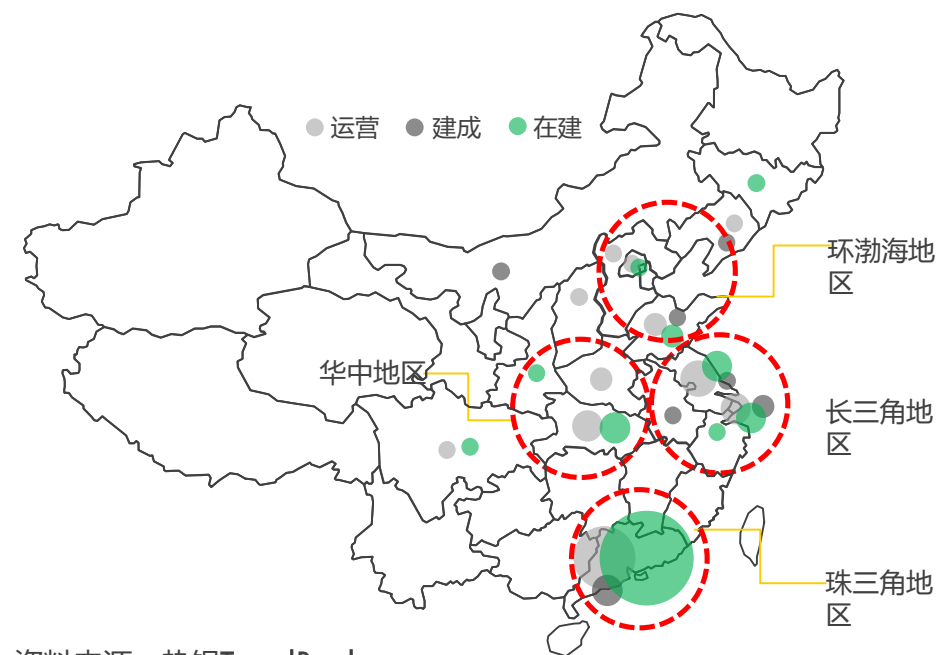 运营 建成 在建
环渤海地
区
华中地区
长三角地
区
珠三角地
区